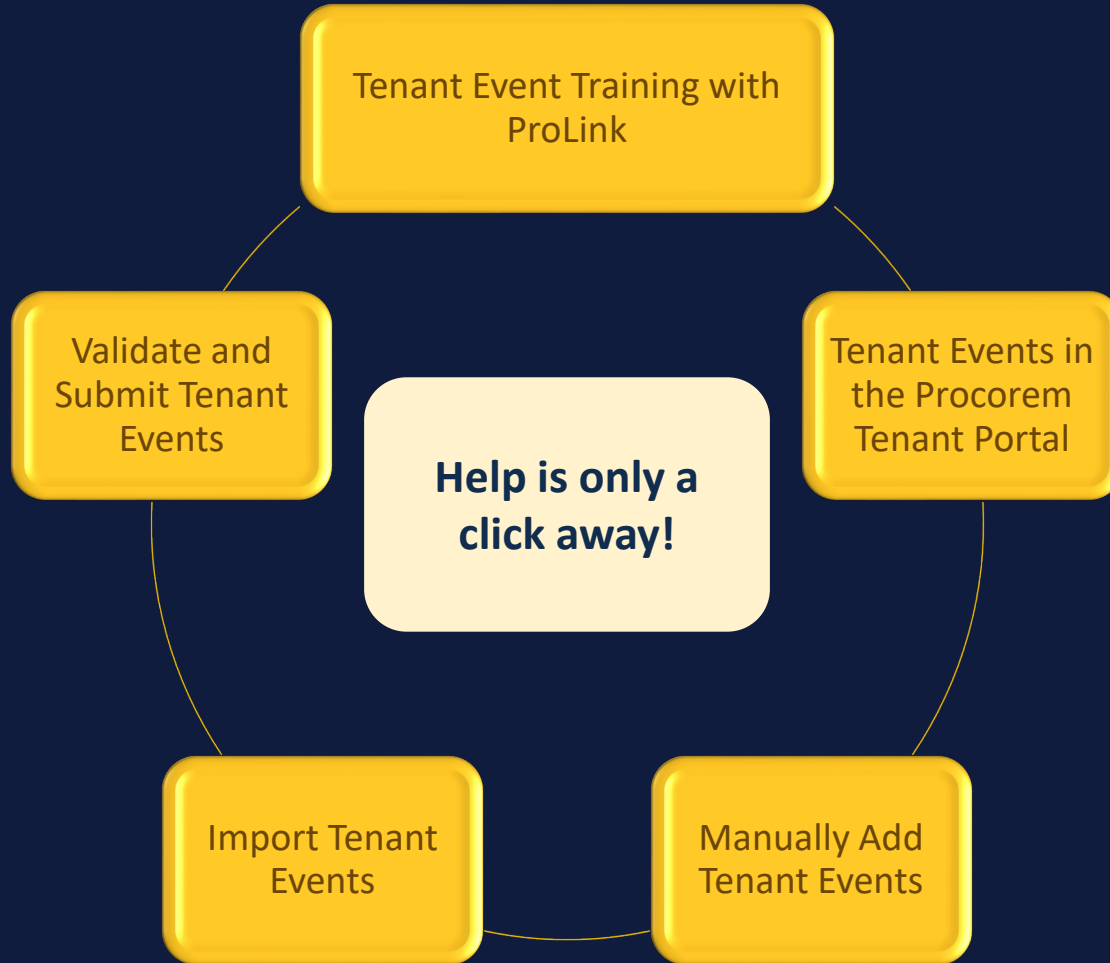 Tenant Event Training with
ProLink
Validate and
Submit Tenant
Events
Tenant Events in
the Procorem
Tenant Portal
Help is only a
click away!
Import Tenant
Events
Manually Add
Tenant Events